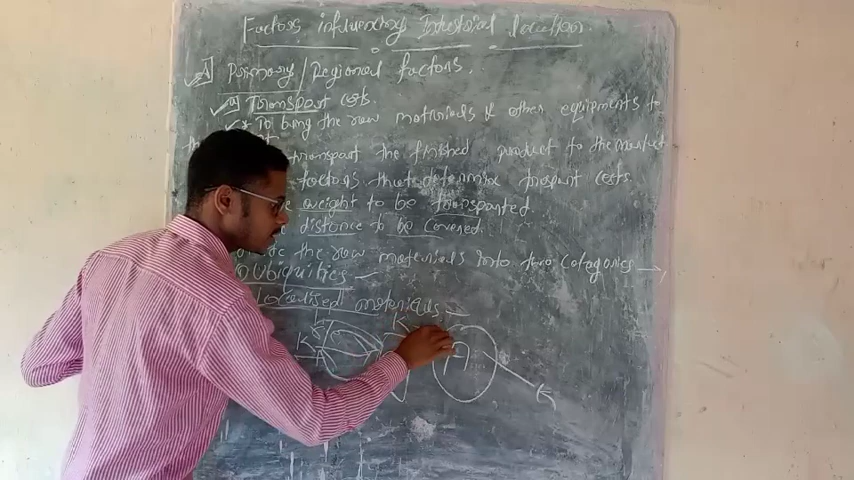 Factors influencing Industrial location.
A] Primary/Regional factors.
a) Transport costs.
* To bring the raw materials & other equipments to
the
transport the finished product to the market
factors that determine transport costs.
weight to be transported.
distance to be covered.
the raw materials into two categories →
Ubiquities —
Localised materials —
K
K
K
M
K